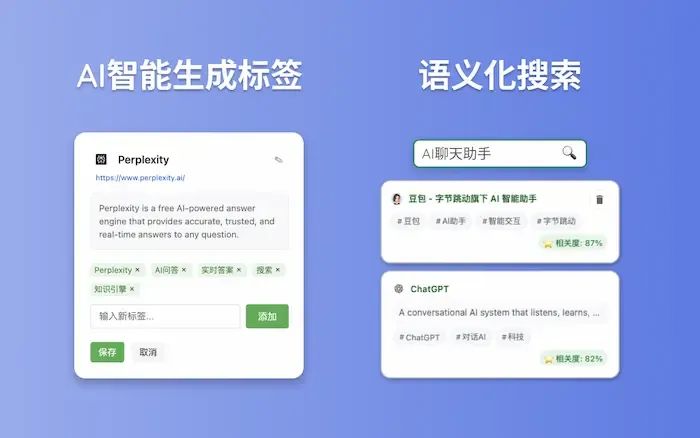 AI智能生成标签
Perplexity
https://www.perplexity.ai/
Perplexity is a free AI-powered answer
engine that provides accurate, trusted, and
real-time answers to any question.
Perplexity × AI问答 × 实时答案 × 搜索 ×
知识引擎 ×
输入新标签... 添加
保存 取消
语义化搜索
AI聊天助手
豆包 - 字节跳动旗下 AI 智能助手
# 豆包 # AI助手 # 智能交互 # 字节跳动
相关度: 87%
ChatGPT
A conversational AI system that listens, learns, ...
# ChatGPT # 对话AI # 科技
相关度: 82%